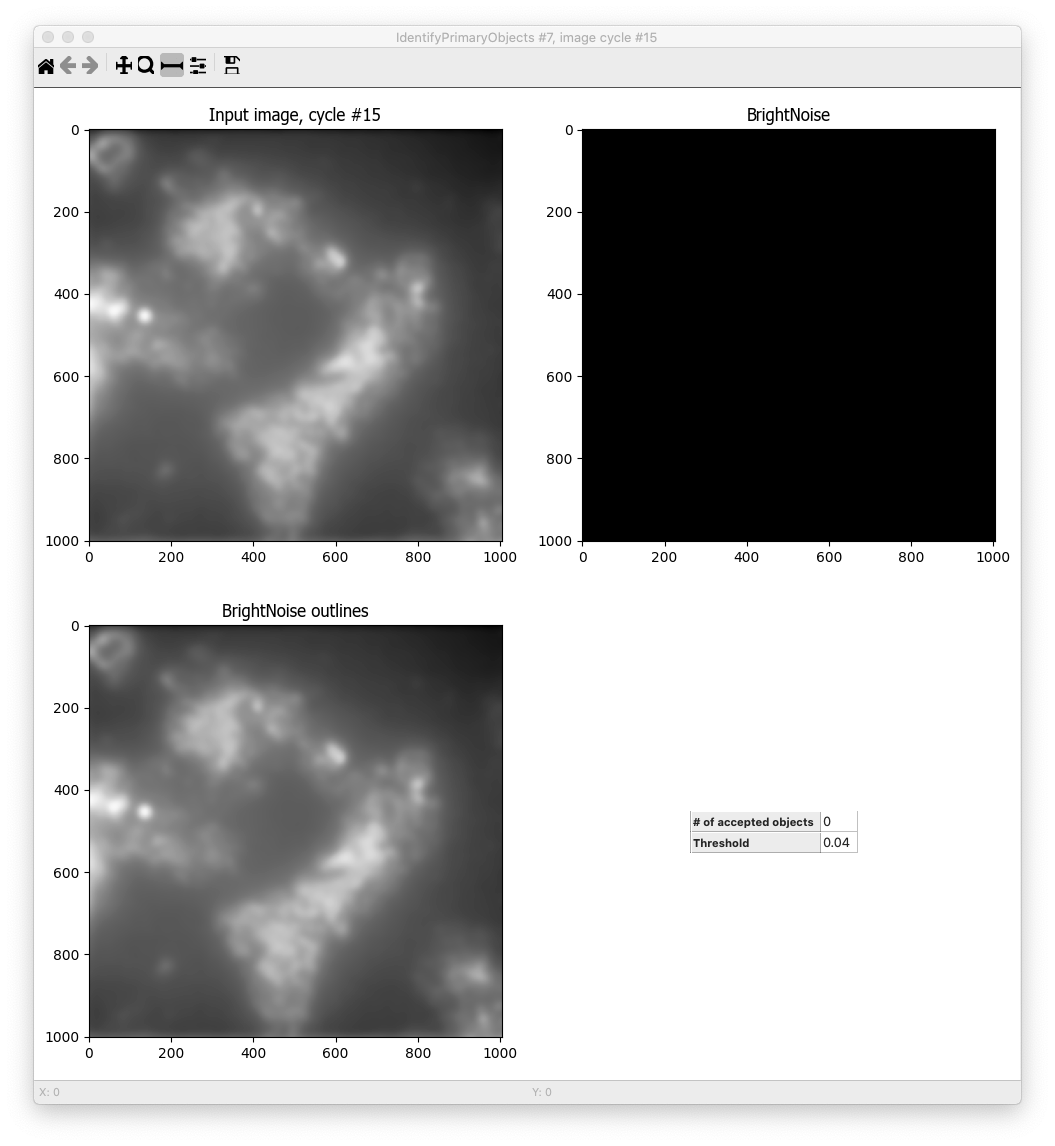 IdentifyPrimaryObjects #7, image cycle #15
Input image, cycle #15
0
200
400
600
800
1000
0 200 400 600 800 1000
BrightNoise
0
200
400
600
800
1000
0 200 400 600 800 1000
BrightNoise outlines
0
200
400
600
800
1000
0 200 400 600 800 1000
# of accepted objects 0
Threshold 0.04
X: 0 Y: 0